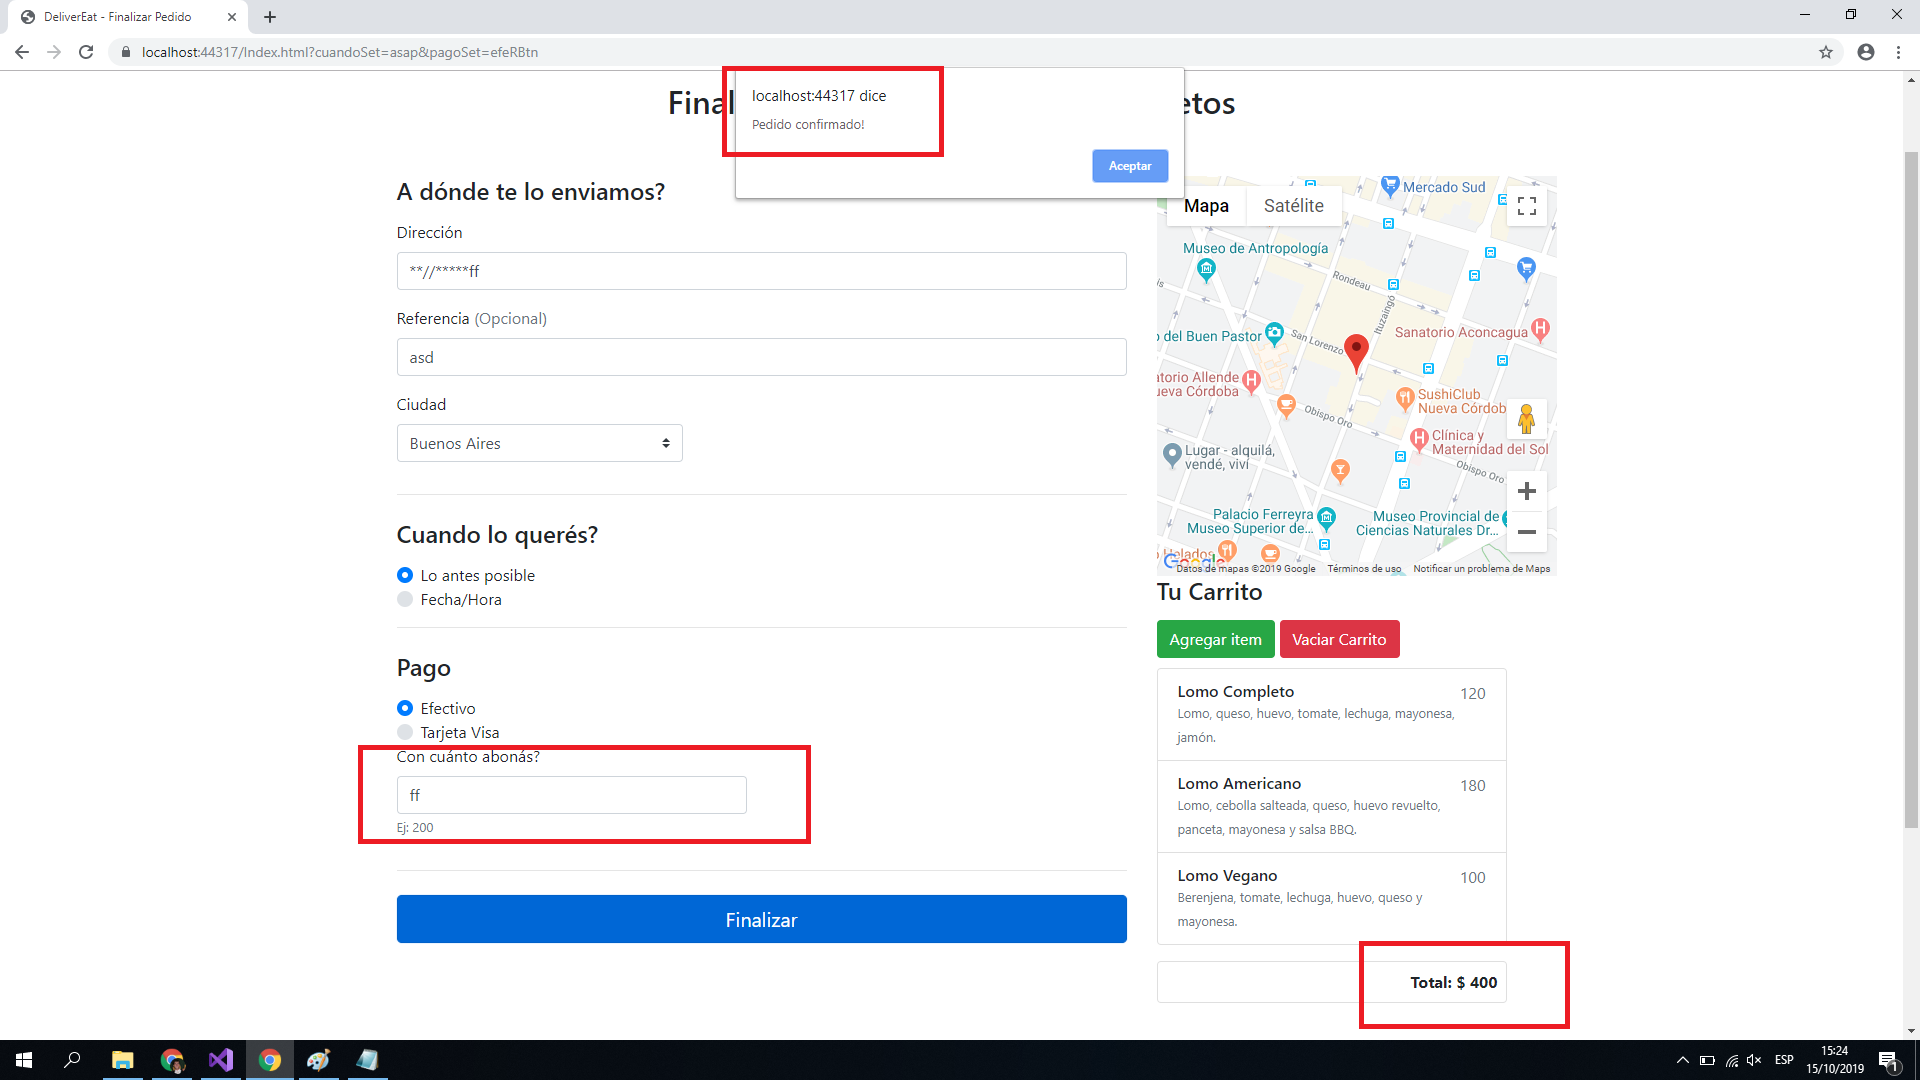 DeliverEat - Finalizar Pedido
localhost:44317/Index.html?cuandoSet=asap&pagoSet=efeRBtn
Final
etos
localhost:44317 dice
Pedido confirmado!
Aceptar
A dónde te lo enviamos?
Dirección
**//*****ff
Referencia (Opcional)
asd
Ciudad
Buenos Aires
Cuando lo querés?
Lo antes posible
Fecha/Hora
Pago
Efectivo
Tarjeta Visa
Con cuánto abonás?
ff
Ej: 200
Finalizar
Mapa
Satélite
Mercado Sud
Museo de Antropología
Rondeau
Ituzaingó
San Lorenzo
Sanatorio Aconcagua
o del Buen Pastor
atorio Allende
ueva Córdoba
SushiClub
Nueva Córdob
Obispo Oro
Clínica y
Maternidad del Sol
Obispo Oro
Lugar - alquilá,
vendé, viví
Palacio Ferreyra
Museo Superior de...
Museo Provincial de
Ciencias Naturales Dr...
Helados
Google
Datos de mapas ©2019 Google
Términos de uso
Notificar un problema de Maps
Tu Carrito
Agregar item
Vaciar Carrito
Lomo Completo
120
Lomo, queso, huevo, tomate, lechuga, mayonesa,
jamón.
Lomo Americano
180
Lomo, cebolla salteada, queso, huevo revuelto,
panceta, mayonesa y salsa BBQ.
Lomo Vegano
100
Berenjena, tomate, lechuga, huevo, queso y
mayonesa.
Total: $ 400
ESP
15:24
15/10/2019
1